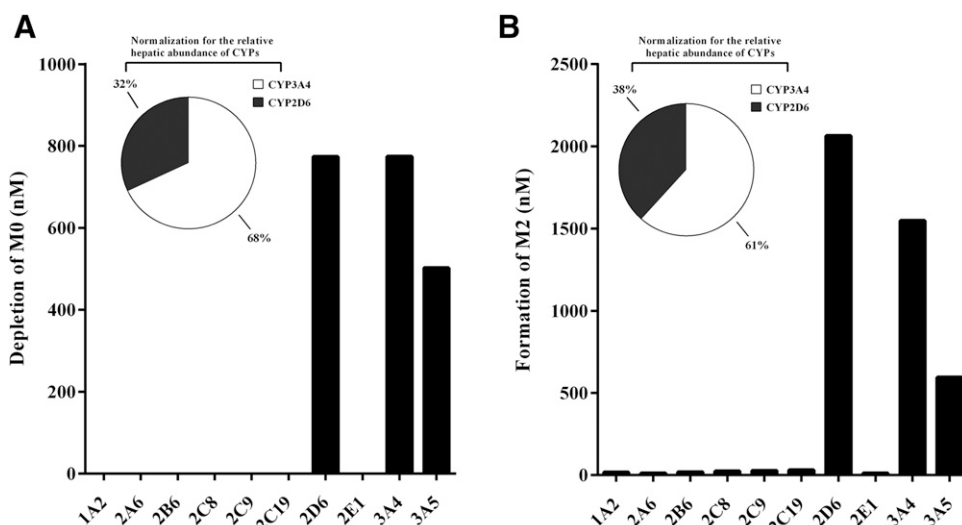 A
Normalization for the relative
hepatic abundance of CYPs
1000
800
600
400
200
0
Depletion of M0 (nM)
32%
68%
CYP3A4
CYP2D6
1A2
2A6
2B6
2C8
2C9
2C19
2D6
2E1
3A4
3A5
B
Normalization for the relative
hepatic abundance of CYPs
2500
2000
1500
1000
500
0
Formation of M2 (nM)
38%
61%
CYP3A4
CYP2D6
1A2
2A6
2B6
2C8
2C9
2C19
2D6
2E1
3A4
3A5